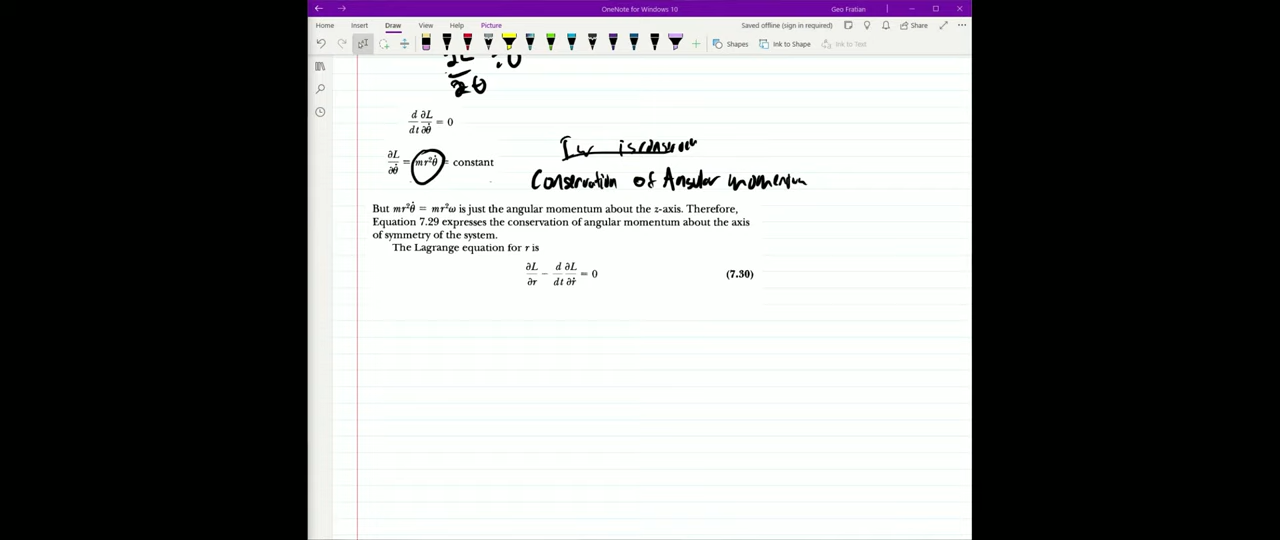 OneNote for Windows 10
Geo Fratian
Home Insert Draw View Help Picture
Saved offline (sign in required)
Share
Shapes Ink to Shape Ink to Text
∂θ
d/dt ∂L/∂θ̇ = 0
∂L/∂θ̇ = mr²θ̇ = constant
Iω is
Conservation of Angular momentum
But mr²θ̇ = mr²ω is just the angular momentum about the z-axis. Therefore,
Equation 7.29 expresses the conservation of angular momentum about the axis
of symmetry of the system.
The Lagrange equation for r is
∂L/∂r − d/dt ∂L/∂ṙ = 0 (7.30)